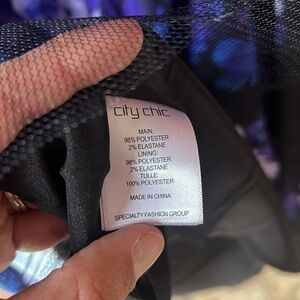 city chic
MAIN:
98% POLYESTER
2% ELASTANE
LINING:
98% POLYESTER
2% ELASTANE
TULLE:
100% POLYESTER
MADE IN CHINA
SPECIALTY FASHION GROUP